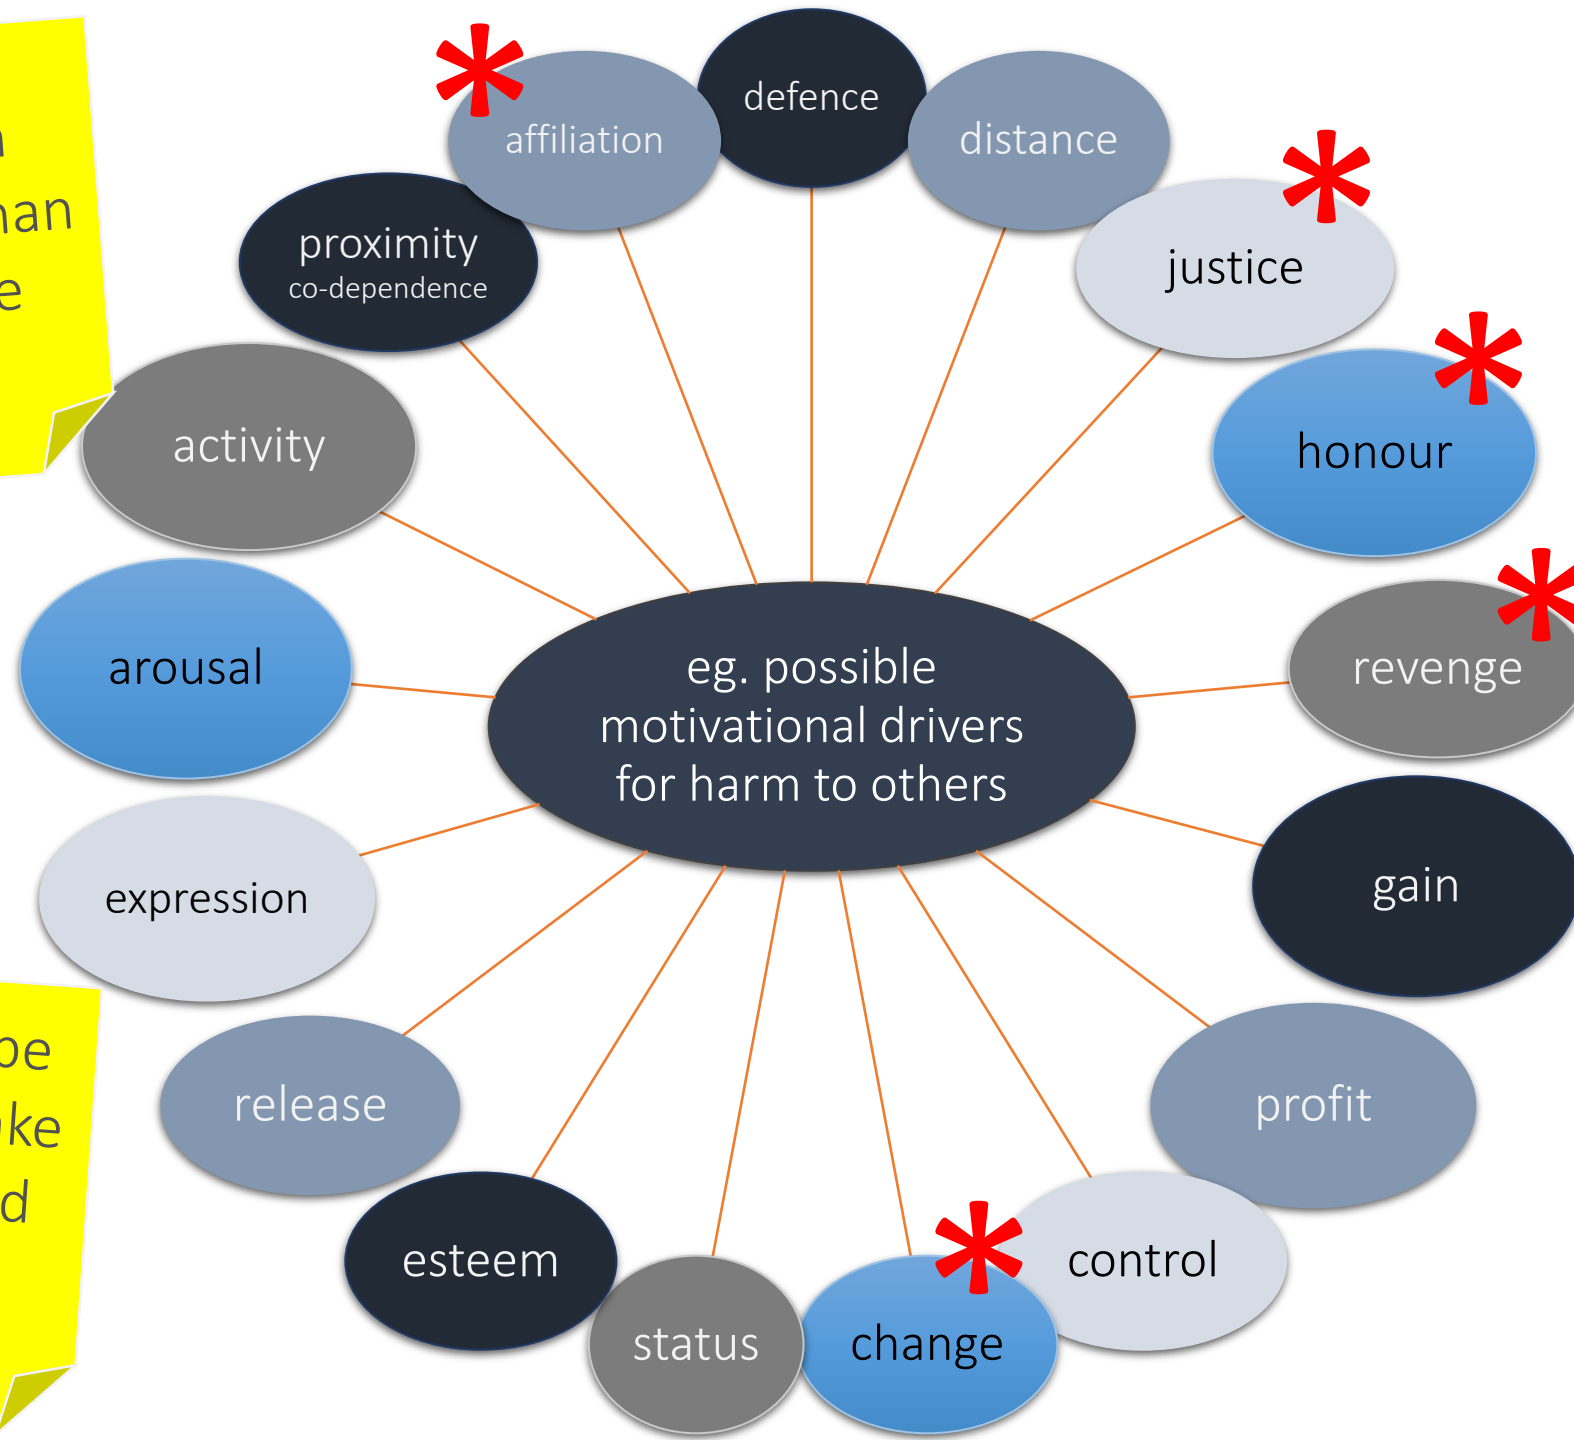 defence
affiliation
distance
proximity
co-dependence
justice
activity
honour
arousal
revenge
eg. possible
motivational drivers
for harm to others
expression
gain
release
profit
esteem
control
status
change